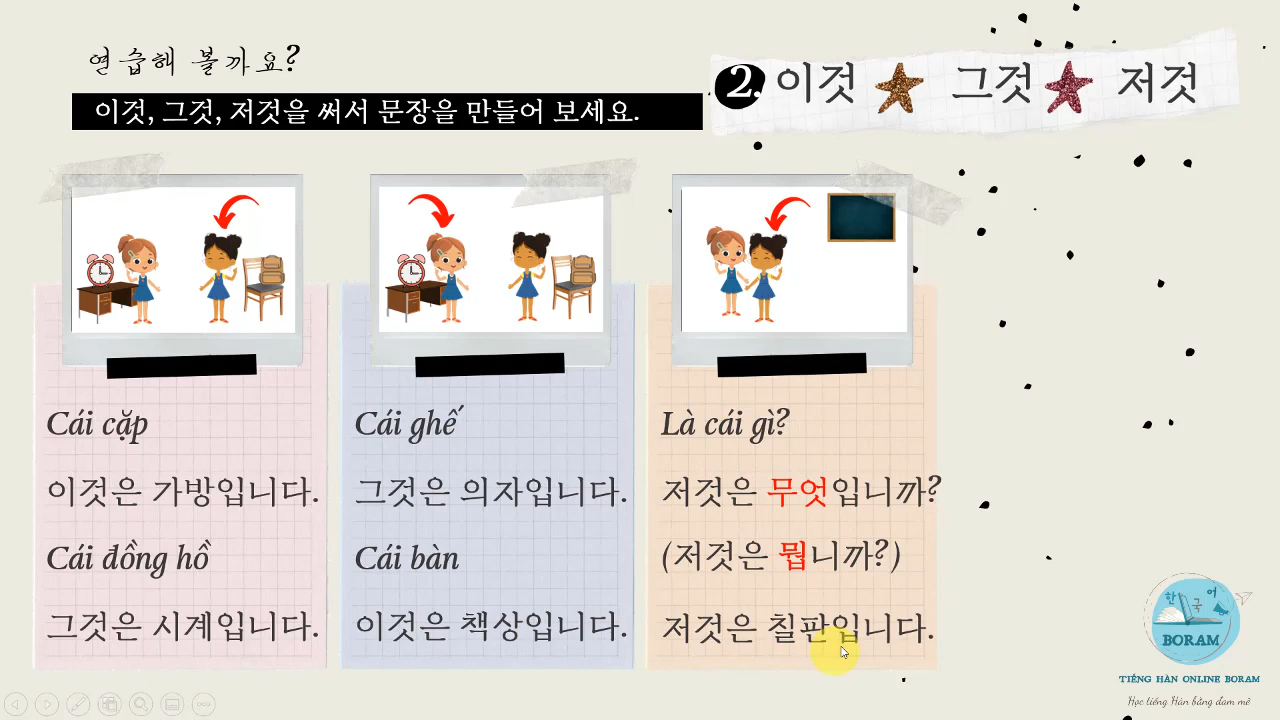 연습해 볼까요?
이것, 그것, 저것을 써서 문장을 만들어 보세요.
2. 이것 그것 저것
Cái cặp
이것은 가방입니다.
Cái đồng hồ
그것은 시계입니다.
Cái ghế
그것은 의자입니다.
Cái bàn
이것은 책상입니다.
Là cái gì?
저것은 무엇입니까?
(저것은 뭡니까?)
저것은 칠판입니다.
한국어
BORAM
TIẾNG HÀN ONLINE BORAM
Học tiếng Hàn bằng đam mê